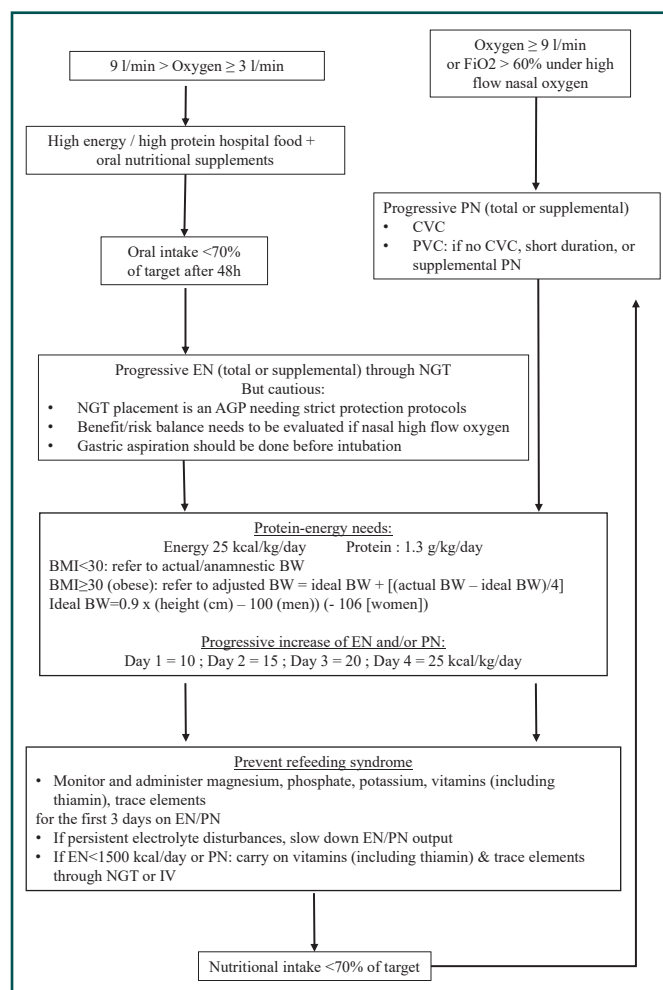 9 l/min > Oxygen ≥ 3 l/min
High energy / high protein hospital food +
oral nutritional supplements
Oral intake <70%
of target after 48h
Oxygen ≥ 9 l/min
or FiO2 > 60% under high
flow nasal oxygen
Progressive PN (total or supplemental)
• CVC
• PVC: if no CVC, short duration, or
supplemental PN
Progressive EN (total or supplemental) through NGT
But cautious:
• NGT placement is an AGP needing strict protection protocols
• Benefit/risk balance needs to be evaluated if nasal high flow oxygen
• Gastric aspiration should be done before intubation
Protein-energy needs:
Energy 25 kcal/kg/day Protein : 1.3 g/kg/day
BMI<30: refer to actual/anamnestic BW
BMI≥30 (obese): refer to adjusted BW = ideal BW + [(actual BW – ideal BW)/4]
Ideal BW=0.9 x (height (cm) – 100 (men)) (- 106 [women])
Progressive increase of EN and/or PN:
Day 1 = 10 ; Day 2 = 15 ; Day 3 = 20 ; Day 4 = 25 kcal/kg/day
Prevent refeeding syndrome
• Monitor and administer magnesium, phosphate, potassium, vitamins (including
thiamin), trace elements
for the first 3 days on EN/PN
• If persistent electrolyte disturbances, slow down EN/PN output
• If EN<1500 kcal/day or PN: carry on vitamins (including thiamin) & trace elements
through NGT or IV
Nutritional intake <70% of target